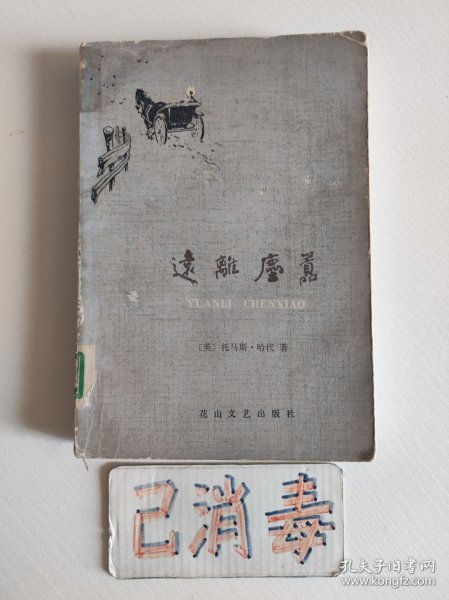 遠離塵囂
YUANLI CHENXIAO
〔英〕托马斯·哈代 著
花山文艺出版社
己消毒
孔夫子旧书网
www.kongfz.com